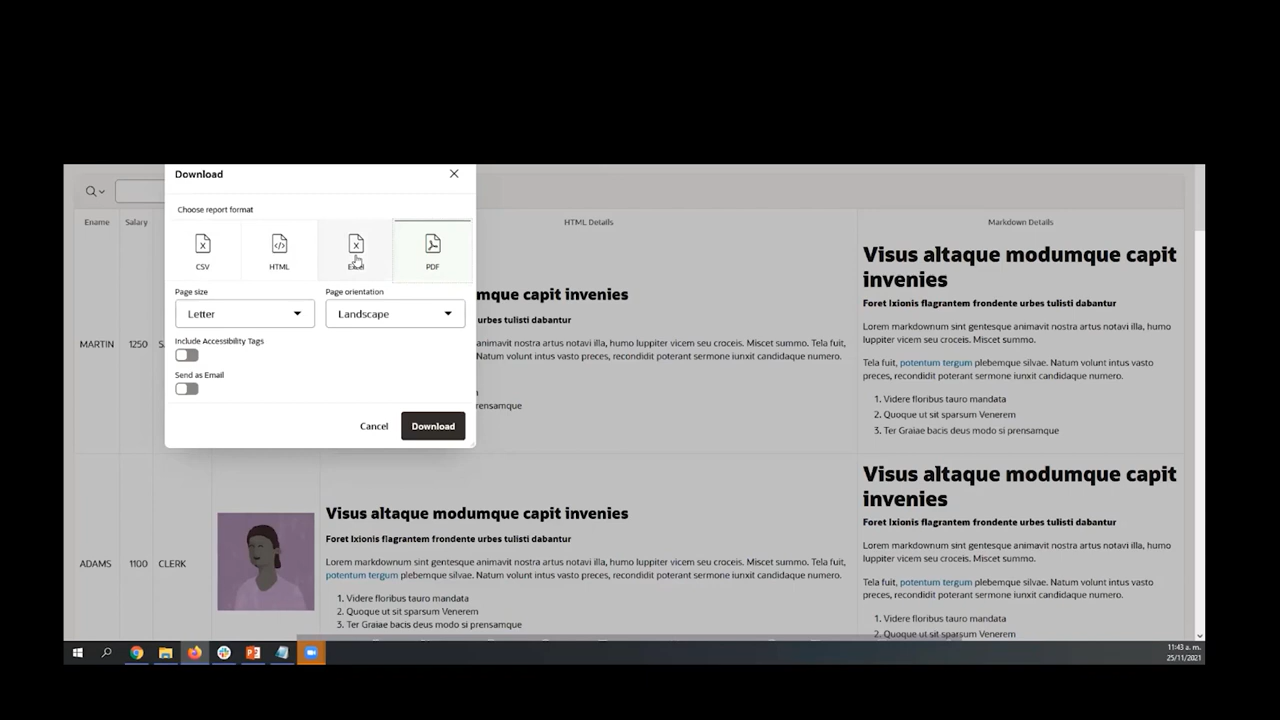 Download
Choose report format
CSV
HTML
Excel
PDF
Page size
Page orientation
Letter
Landscape
Include Accessibility Tags
Send as Email
Cancel
Download
Ename
Salary
HTML Details
Markdown Details
MARTIN
1250
mque capit invenies
urbes tulisti dabantur
nostra artus notavi illa, humo luppiter vicem seu croceis. Miscet summo. Tela fuit,
Natum volunt intus vasto preces, recondidit poterant sermone iunxit candidaque numero.
prensamque
Visus altaque modumque capit
invenies
Foret Ixionis flagrantem frondente urbes tulisti dabantur
Lorem markdownum sint gentesque animavit nostra artus notavi illa, humo
luppiter vicem seu croceis. Miscet summo.
Tela fuit, potentum tergum plebemque silvae. Natum volunt intus vasto
preces, recondidit poterant sermone iunxit candidaque numero.
1. Videre floribus tauro mandata
2. Quoque ut sit sparsum Venerem
3. Ter Graiae bacis deus modo si prensamque
ADAMS
1100
CLERK
Visus altaque modumque capit invenies
Foret Ixionis flagrantem frondente urbes tulisti dabantur
Lorem markdownum sint gentesque animavit nostra artus notavi illa, humo luppiter vicem seu croceis. Miscet summo. Tela fuit,
potentum tergum plebemque silvae. Natum volunt intus vasto preces, recondidit poterant sermone iunxit candidaque numero.
1. Videre floribus tauro mandata
2. Quoque ut sit sparsum Venerem
3. Ter Graiae bacis deus modo si prensamque
Visus altaque modumque capit
invenies
Foret Ixionis flagrantem frondente urbes tulisti dabantur
Lorem markdownum sint gentesque animavit nostra artus notavi illa, humo
luppiter vicem seu croceis. Miscet summo.
Tela fuit, potentum tergum plebemque silvae. Natum volunt intus vasto
preces, recondidit poterant sermone iunxit candidaque numero.
1. Videre floribus tauro mandata
2. Quoque ut sit sparsum Venerem
11:43 a. m.
25/11/2021